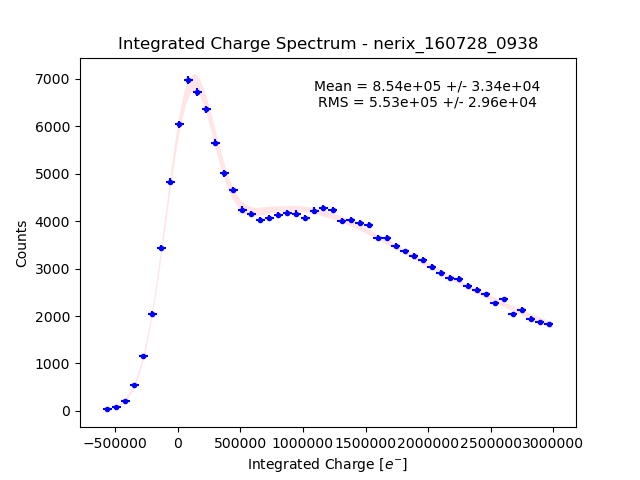 Integrated Charge Spectrum - nerix_160728_0938
Mean = 8.54e+05 +/- 3.34e+04
RMS = 5.53e+05 +/- 2.96e+04
Counts
7000
6000
5000
4000
3000
2000
1000
0
−500000 0 500000 1000000 1500000 2000000 2500000 3000000
Integrated Charge [e⁻]